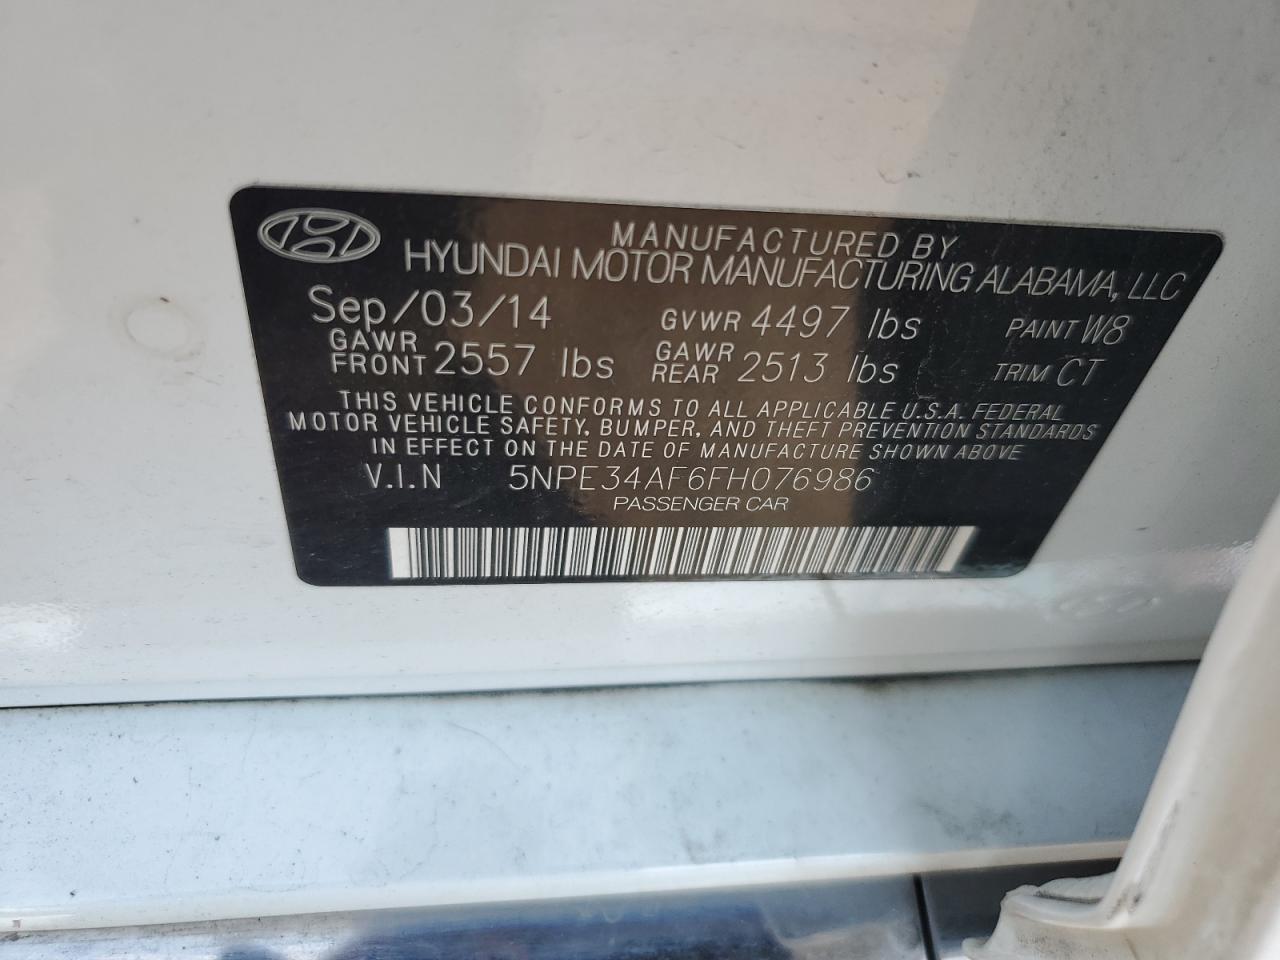 MANUFACTURED BY
HYUNDAI MOTOR MANUFACTURING ALABAMA, LLC
Sep/03/14 GVWR 4497 lbs PAINT W8
GAWR FRONT 2557 lbs GAWR REAR 2513 lbs TRIM CT
THIS VEHICLE CONFORMS TO ALL APPLICABLE U.S.A. FEDERAL
MOTOR VEHICLE SAFETY, BUMPER, AND THEFT PREVENTION STANDARDS
IN EFFECT ON THE DATE OF MANUFACTURE SHOWN ABOVE
V.I.N 5NPE34AF6FH076986
PASSENGER CAR